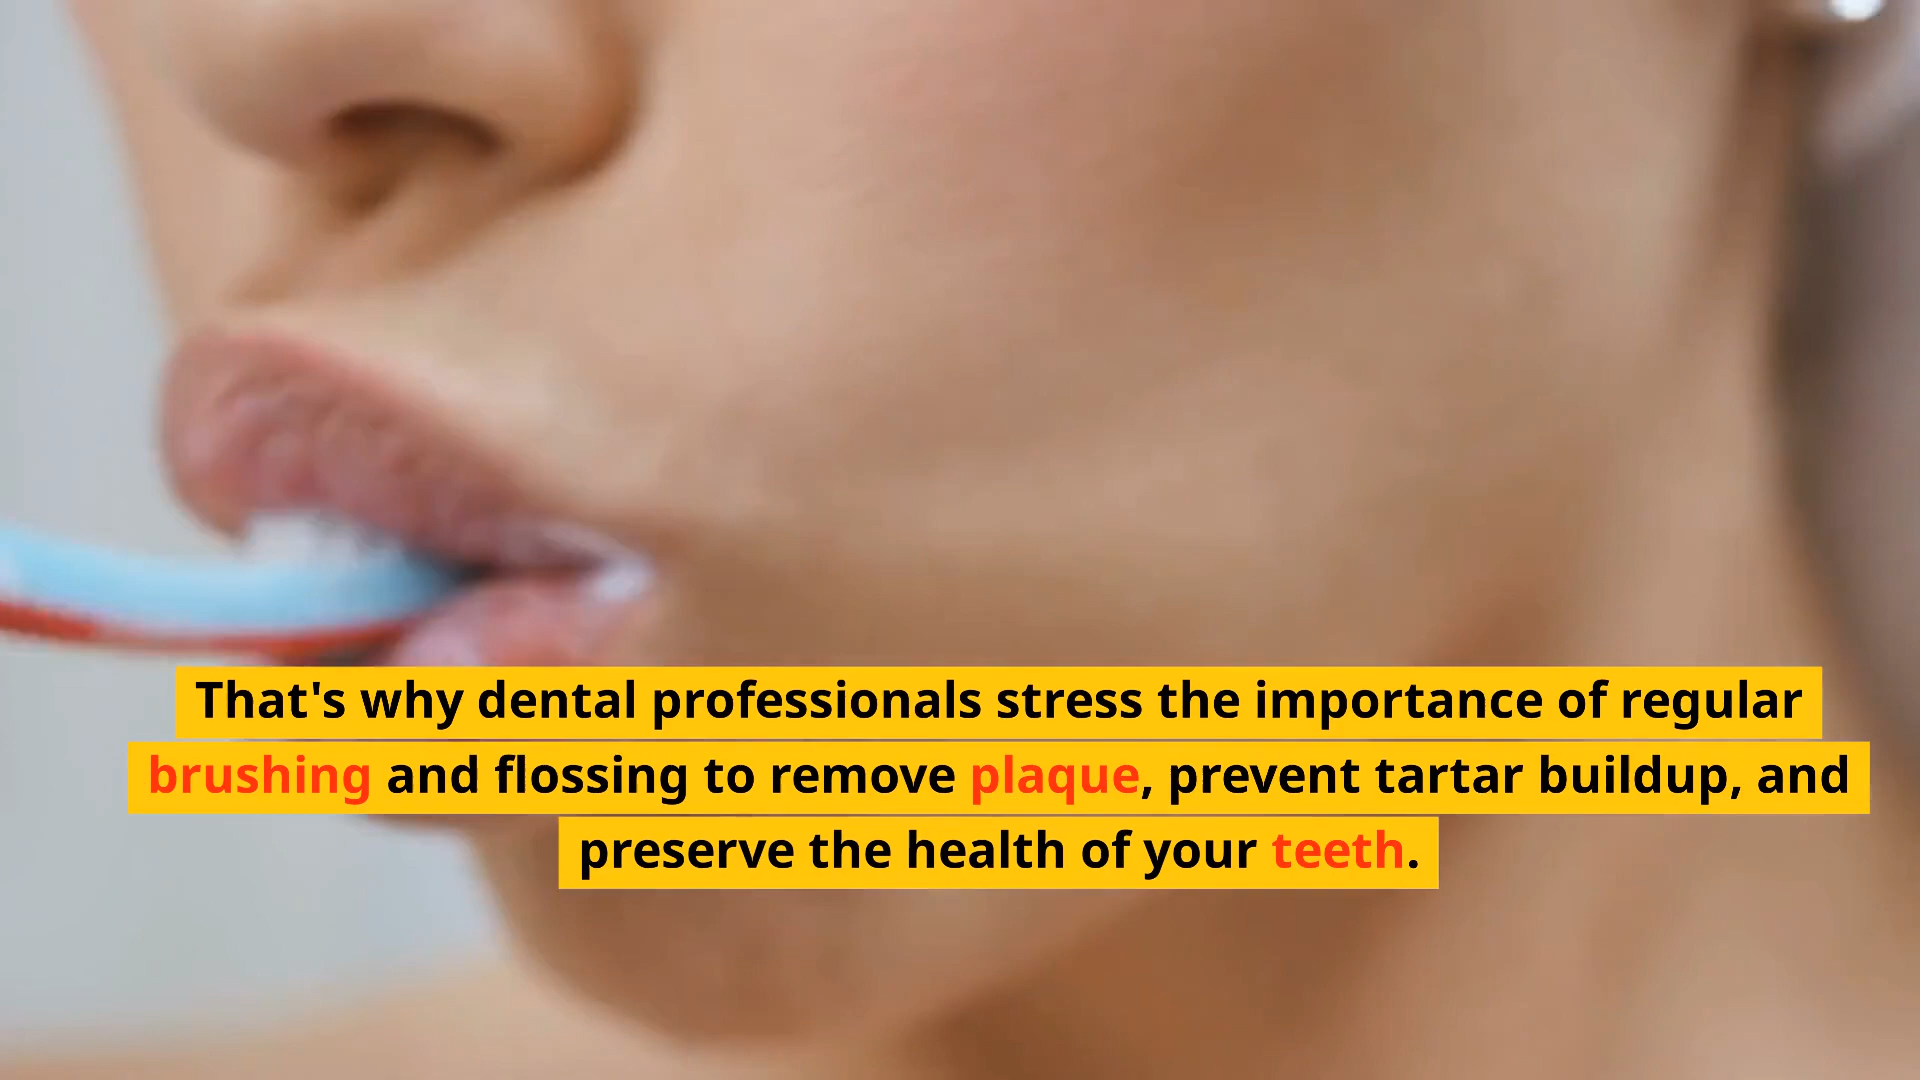 That's why dental professionals stress the importance of regular
brushing and flossing to remove plaque, prevent tartar buildup, and
preserve the health of your teeth.